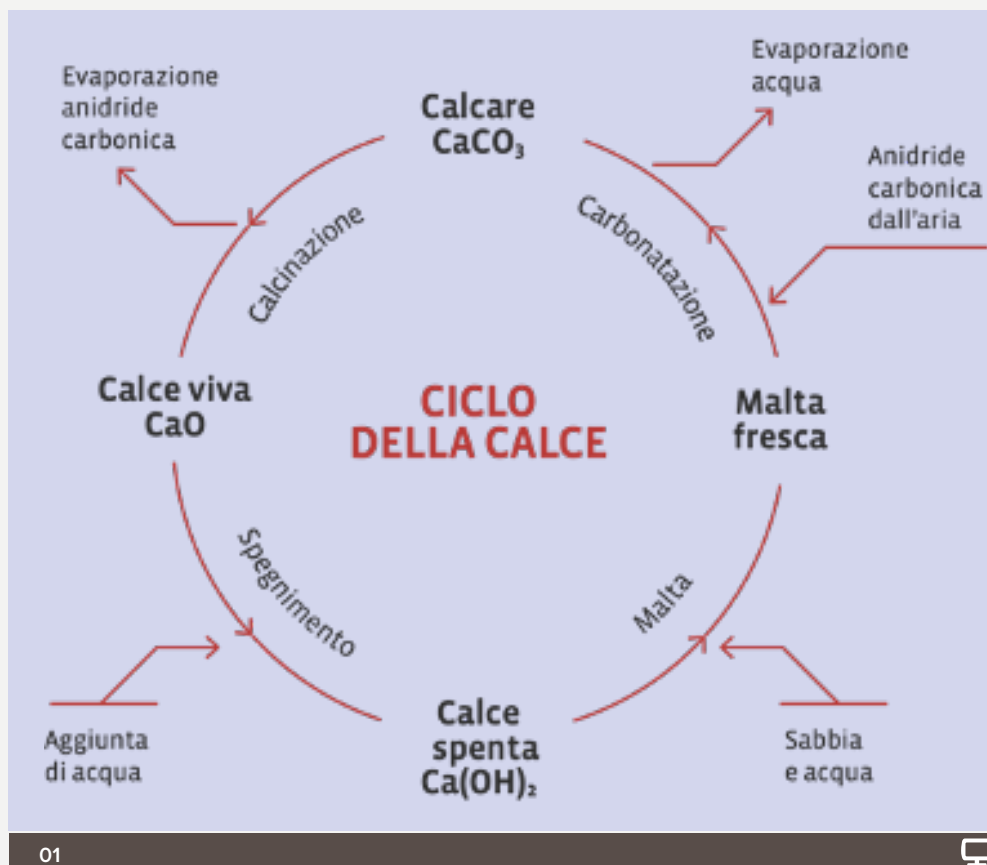 Evaporazione
anidride
carbonica
Calcare
CaCO₃
Evaporazione
acqua
Anidride
carbonica
dall'aria
Calcinazione
Carbonatazione
Calce viva
CaO
CICLO
DELLA CALCE
Malta
fresca
Spegnimento
Malta
Aggiunta
di acqua
Calce
spenta
Ca(OH)₂
Sabbia
e acqua
01